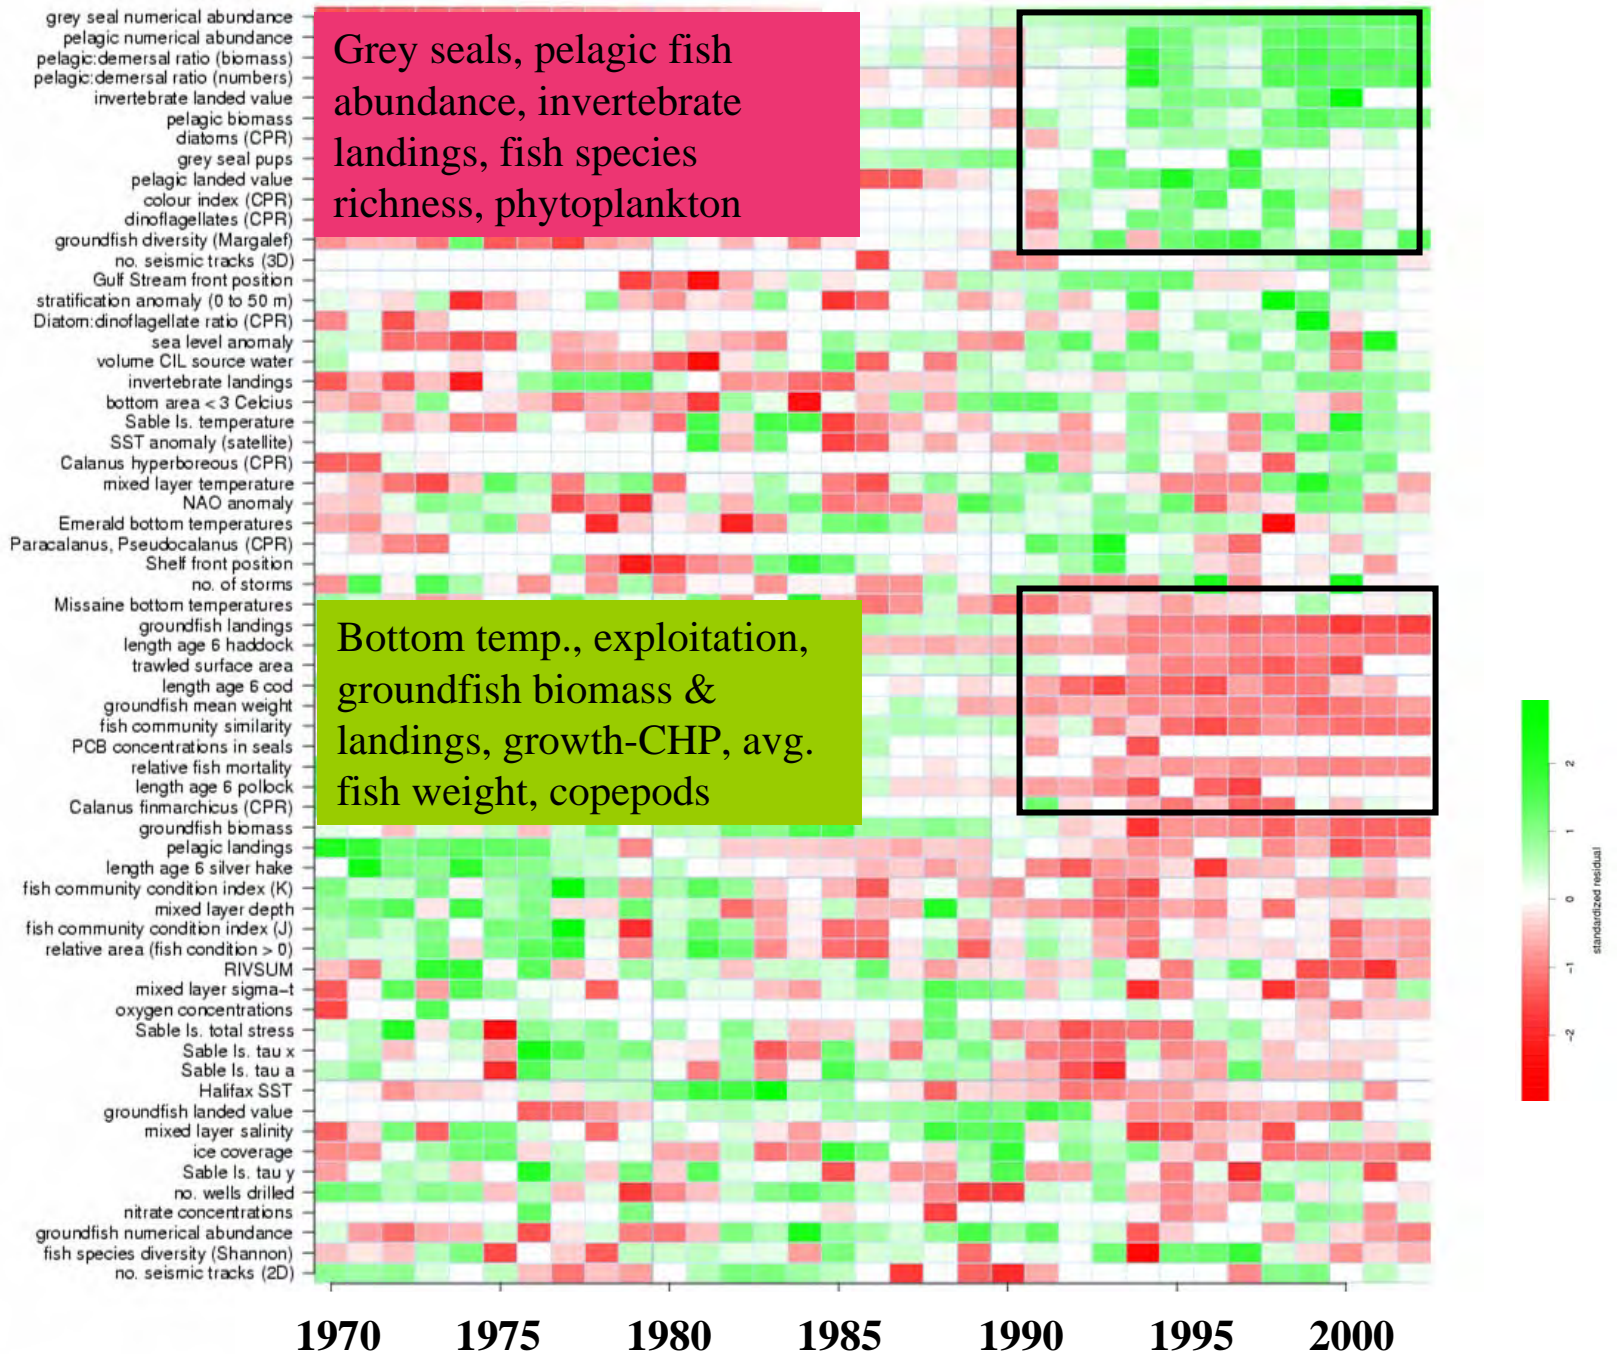 grey seal numerical abundance
pelagic numerical abundance
pelagic:demersal ratio (biomass)
pelagic:demersal ratio (numbers)
invertebrate landed value
pelagic biomass
diatoms (CPR)
grey seal pups
pelagic landed value
colour index (CPR)
dinoflagellates (CPR)
groundfish diversity (Margalef)
no. seismic tracks (3D)
Gulf Stream front position
stratification anomaly (0 to 50 m)
Diatom:dinoflagellate ratio (CPR)
sea level anomaly
volume CIL source water
invertebrate landings
bottom area < 3 Celcius
Sable Is. temperature
SST anomaly (satellite)
Calanus hyperboreous (CPR)
mixed layer temperature
NAO anomaly
Emerald bottom temperatures
Paracalanus, Pseudocalanus (CPR)
Shelf front position
no. of storms
Missaine bottom temperatures
groundfish landings
length age 6 haddock
trawled surface area
length age 6 cod
groundfish mean weight
fish community similarity
PCB concentrations in seals
relative fish mortality
length age 6 pollock
Calanus finmarchicus (CPR)
groundfish biomass
pelagic landings
length age 6 silver hake
fish community condition index (K)
mixed layer depth
fish community condition index (J)
relative area (fish condition > 0)
RIVSUM
mixed layer sigma-t
oxygen concentrations
Sable Is. total stress
Sable Is. tau x
Sable Is. tau a
Halifax SST
groundfish landed value
mixed layer salinity
ice coverage
Sable Is. tau y
no. wells drilled
nitrate concentrations
groundfish numerical abundance
fish species diversity (Shannon)
no. seismic tracks (2D)
Grey seals, pelagic fish
abundance, invertebrate
landings, fish species
richness, phytoplankton
Bottom temp., exploitation,
groundfish biomass &
landings, growth-CHP, avg.
fish weight, copepods
1970 1975 1980 1985 1990 1995 2000
2
1
0
-1
-2
standardized residual